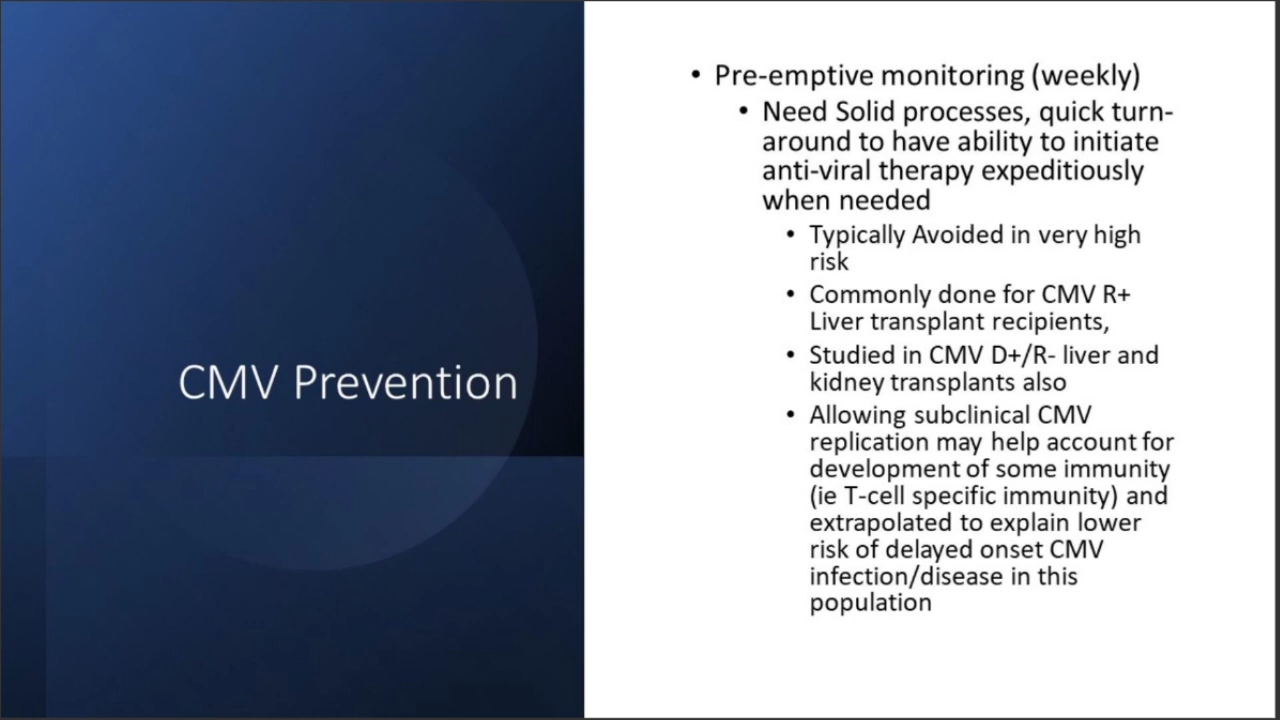 CMV Prevention
• Pre-emptive monitoring (weekly)
• Need Solid processes, quick turn-
around to have ability to initiate
anti-viral therapy expeditiously
when needed
• Typically Avoided in very high
risk
• Commonly done for CMV R+
Liver transplant recipients,
• Studied in CMV D+/R- liver and
kidney transplants also
• Allowing subclinical CMV
replication may help account for
development of some immunity
(ie T-cell specific immunity) and
extrapolated to explain lower
risk of delayed onset CMV
infection/disease in this
population